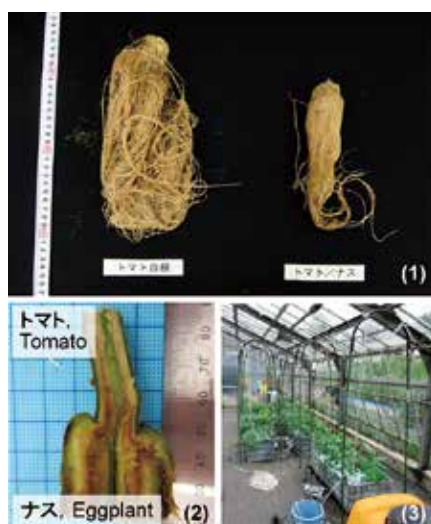 トマト自根
トマト／ナス
(1)
トマト,
Tomato
ナス, Eggplant
(2)
(3)